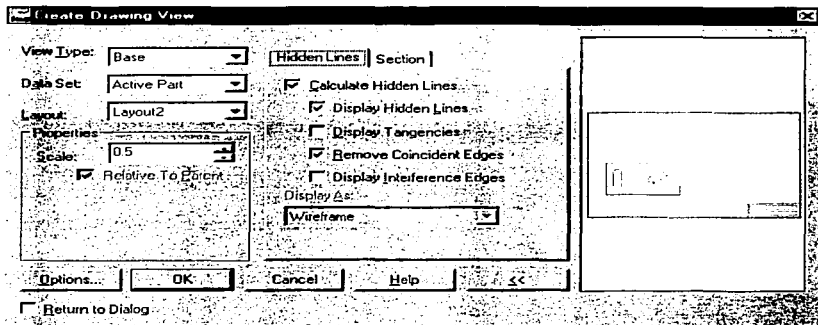 Create Drawing View
View Type:
Base
Data Set:
Active Part
Layout:
Layout2
Properties
Scale:
0.5
Relative To Parent
Hidden Lines
Section
Calculate Hidden Lines
Display Hidden Lines
Display Tangencies
Remove Coincident Edges
Display Interference Edges
Display As:
Wireframe
Options...
OK
Cancel
Help
<<
Return to Dialog